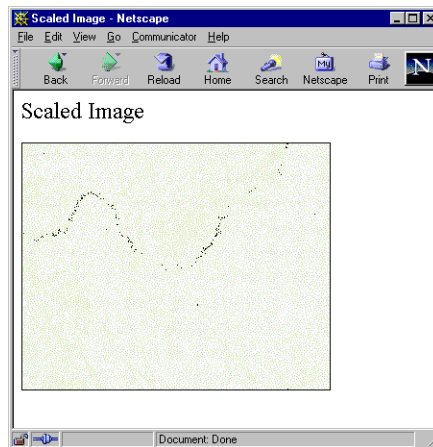 Scaled Image - Netscape
File Edit View Go Communicator Help
Back Forward Reload Home Search Netscape Print
My
N
Scaled Image
Document: Done